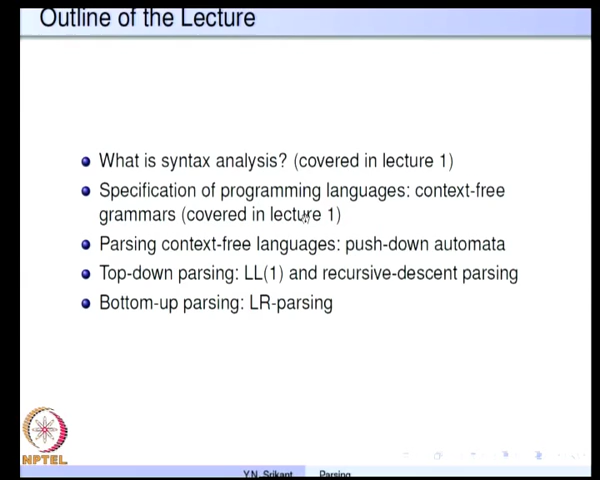 Outline of the Lecture
What is syntax analysis? (covered in lecture 1)
Specification of programming languages: context-free
grammars (covered in lecture 1)
Parsing context-free languages: push-down automata
Top-down parsing: LL(1) and recursive-descent parsing
Bottom-up parsing: LR-parsing
NPTEL
Y.N. Srikant Parsing